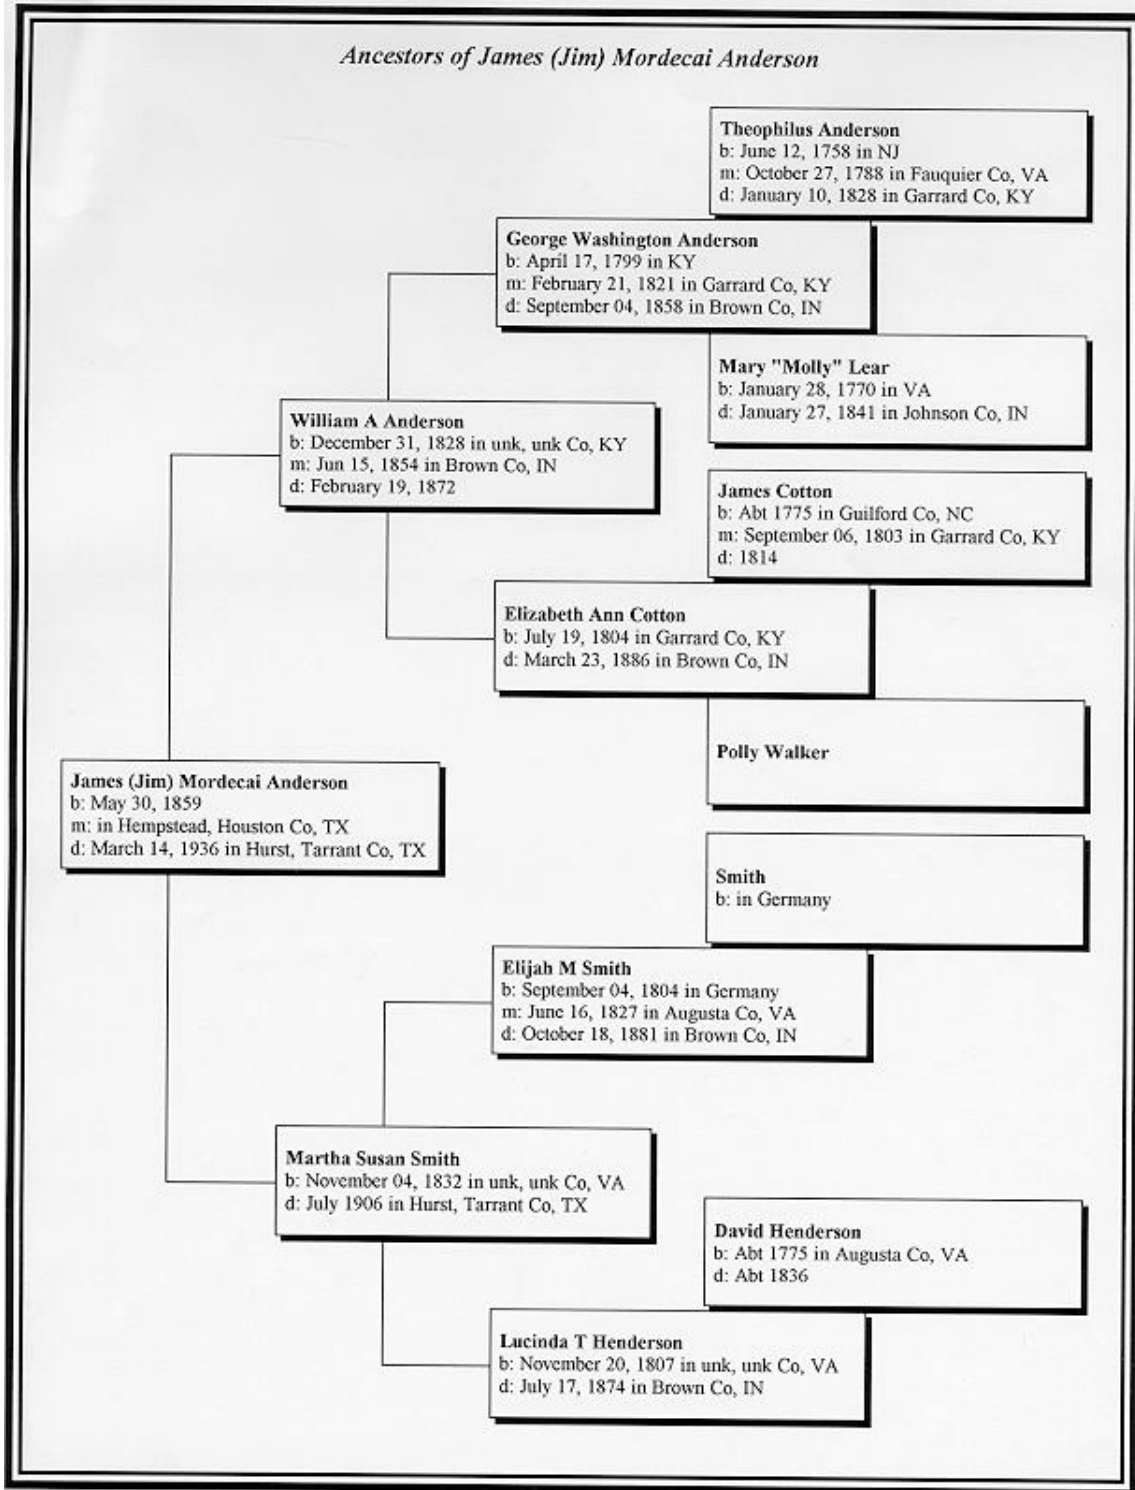 Ancestors of James (Jim) Mordecai Anderson
Theophilus Anderson
b: June 12, 1758 in NJ
m: October 27, 1788 in Fauquier Co, VA
d: January 10, 1828 in Garrard Co, KY
George Washington Anderson
b: April 17, 1799 in KY
m: February 21, 1821 in Garrard Co, KY
d: September 04, 1858 in Brown Co, IN
Mary "Molly" Lear
b: January 28, 1770 in VA
d: January 27, 1841 in Johnson Co, IN
William A Anderson
b: December 31, 1828 in unk, unk Co, KY
m: Jun 15, 1854 in Brown Co, IN
d: February 19, 1872
James Cotton
b: Abt 1775 in Guilford Co, NC
m: September 06, 1803 in Garrard Co, KY
d: 1814
Elizabeth Ann Cotton
b: July 19, 1804 in Garrard Co, KY
d: March 23, 1886 in Brown Co, IN
Polly Walker
James (Jim) Mordecai Anderson
b: May 30, 1859
m: in Hempstead, Houston Co, TX
d: March 14, 1936 in Hurst, Tarrant Co, TX
Smith
b: in Germany
Elijah M Smith
b: September 04, 1804 in Germany
m: June 16, 1827 in Augusta Co, VA
d: October 18, 1881 in Brown Co, IN
Martha Susan Smith
b: November 04, 1832 in unk, unk Co, VA
d: July 1906 in Hurst, Tarrant Co, TX
David Henderson
b: Abt 1775 in Augusta Co, VA
d: Abt 1836
Lucinda T Henderson
b: November 20, 1807 in unk, unk Co, VA
d: July 17, 1874 in Brown Co, IN